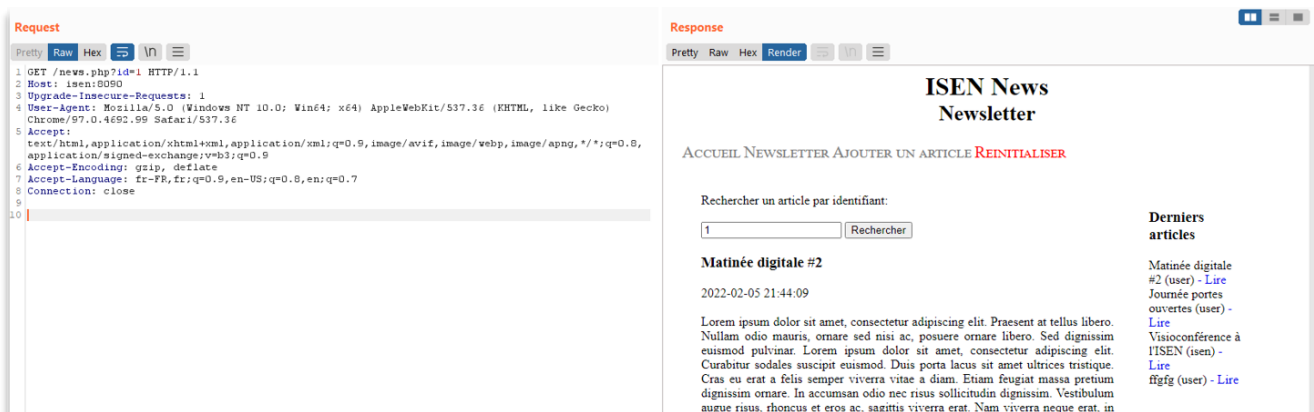 Request
Pretty Raw Hex \n
1 GET /news.php?id=1 HTTP/1.1
2 Host: isen:8090
3 Upgrade-Insecure-Requests: 1
4 User-Agent: Mozilla/5.0 (Windows NT 10.0; Win64; x64) AppleWebKit/537.36 (KHTML, like Gecko)
Chrome/97.0.4692.99 Safari/537.36
5 Accept:
text/html,application/xhtml+xml,application/xml;q=0.9,image/avif,image/webp,image/apng,*/*;q=0.8,
application/signed-exchange;v=b3;q=0.9
6 Accept-Encoding: gzip, deflate
7 Accept-Language: fr-FR,fr;q=0.9,en-US;q=0.8,en;q=0.7
8 Connection: close
9
10
Response
Pretty Raw Hex Render \n
ISEN News
Newsletter
ACCUEIL NEWSLETTER AJOUTER UN ARTICLE REINITIALISER
Rechercher un article par identifiant:
1 Rechercher
Matinée digitale #2
2022-02-05 21:44:09
Lorem ipsum dolor sit amet, consectetur adipiscing elit. Praesent at tellus libero.
Nullam odio mauris, ornare sed nisi ac, posuere ornare libero. Sed dignissim
euismod pulvinar. Lorem ipsum dolor sit amet, consectetur adipiscing elit.
Curabitur sodales suscipit euismod. Duis porta lacus sit amet ultrices tristique.
Cras eu erat a felis semper viverra vitae a diam. Etiam feugiat massa pretium
dignissim ornare. In accumsan odio nec risus sollicitudin dignissim. Vestibulum
augue risus, rhoncus et eros ac, sagittis viverra erat. Nam viverra neque erat, in
Derniers
articles
Matinée digitale
#2 (user) - Lire
Journée portes
ouvertes (user) -
Lire
Visioconférence à
l'ISEN (isen) -
Lire
ffgfg (user) - Lire